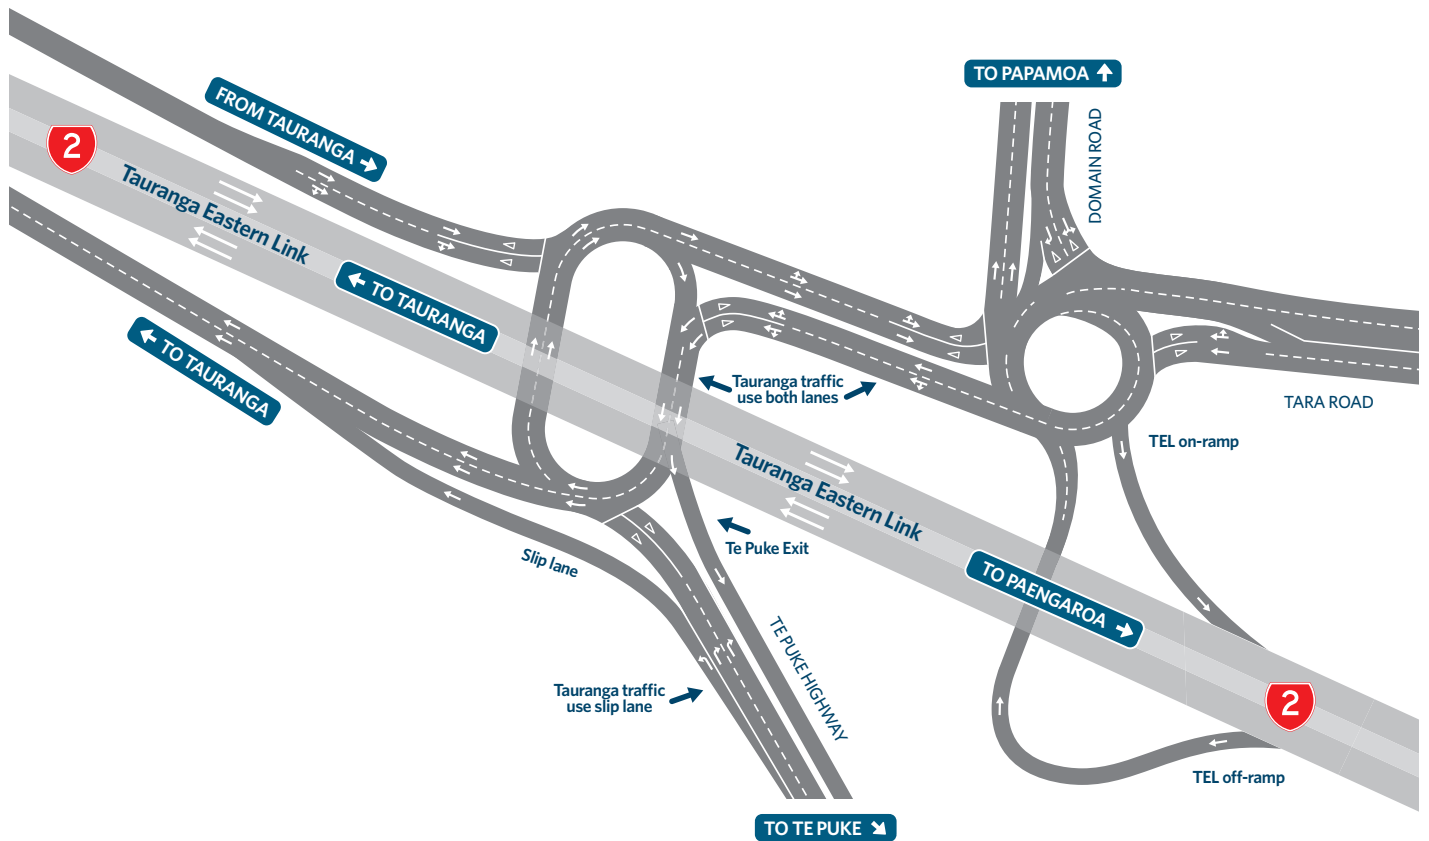 TO PAPAMOA
FROM TAURANGA
DOMAIN ROAD
2
Tauranga Eastern Link
TO TAURANGA
TO TAURANGA
Tauranga traffic
use both lanes
TARA ROAD
TEL on-ramp
Tauranga Eastern Link
Te Puke Exit
Slip lane
TO PAENGAROA
TE PUKE HIGHWAY
Tauranga traffic
use slip lane
2
TEL off-ramp
TO TE PUKE